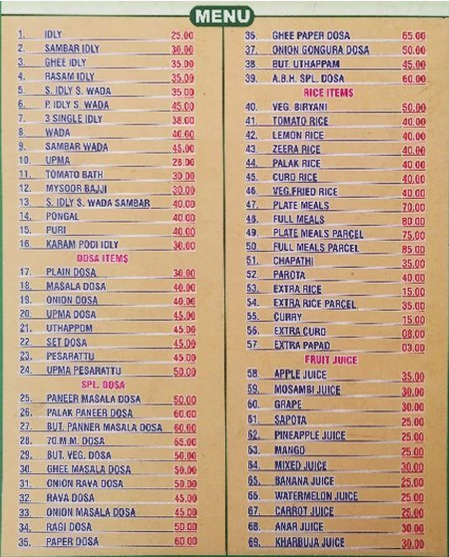 MENU
1. IDLY 25.00
2. SAMBAR IDLY 30.00
3. GHEE IDLY 35.00
4. RASAM IDLY 35.00
5. S. IDLY S. WADA 35.00
6. P. IDLY S. WADA 45.00
7. 3 SINGLE IDLY 38.00
8. WADA 40.00
9. SAMBAR WADA 45.00
10. UPMA
11. TOMATO BATH 30.00
12. MYSOOR BAJJI 30.00
13. S. IDLY S. WADA SAMBAR 40.00
14. PONGAL 40.00
15. PURI 40.00
16. KARAM PODI IDLY 30.00
DOSA ITEMS
17. PLAIN DOSA 30.00
18. MASALA DOSA 40.00
19. ONION DOSA 40.00
20. UPMA DOSA 45.00
21. UTHAPPOM 45.00
22. SET DOSA 45.00
23. PESARATTU 45.00
24. UPMA PESARATTU 50.00
SPL. DOSA
25. PANEER MASALA DOSA 50.00
26. PALAK PANEER DOSA 60.00
27. BUT. PANNER MASALA DOSA 60.00
28. 70.M.M. DOSA 65.00
29. BUT. VEG. DOSA 50.00
30. GHEE MASALA DOSA 50.00
31. ONION RAVA DOSA 50.00
32. RAVA DOSA 45.00
33. ONION MASALA DOSA 45.00
34. RAGI DOSA 50.00
35. PAPER DOSA 60.00
36. GHEE PAPER DOSA 65.00
37. ONION GONGURA DOSA 50.00
38. BUT. UTHAPPAM 45.00
39. A.B.H. SPL. DOSA 60.00
RICE ITEMS
40. VEG. BIRYANI 50.00
41. TOMATO RICE 40.00
42. LEMON RICE 40.00
43. ZEERA RICE 40.00
44. PALAK RICE 40.00
45. CURD RICE 40.00
46. VEG.FRIED RICE 40.00
47. PLATE MEALS 70.00
48. FULL MEALS 80.00
49. PLATE MEALS PARCEL 75.00
50. FULL MEALS PARCEL 85.00
51. CHAPATHI 35.00
52. PAROTA 40.00
53. EXTRA RICE 15.00
54. EXTRA RICE PARCEL 35.00
55. CURRY 15.00
56. EXTRA CURD 08.00
57. EXTRA PAPAD 03.00
FRUIT JUICE
58. APPLE JUICE 35.00
59. MOSAMBI JUICE 30.00
60. GRAPE 30.00
61. SAPOTA 25.00
62. PINEAPPLE JUICE 25.00
63. MANGO 25.00
64. MIXED JUICE 30.00
65. BANANA JUICE 25.00
66. WATERMELON JUICE 25.00
67. CARROT JUICE 25.00
68. ANAR JUICE 30.00
69. KHARBUJA JUICE 30.00